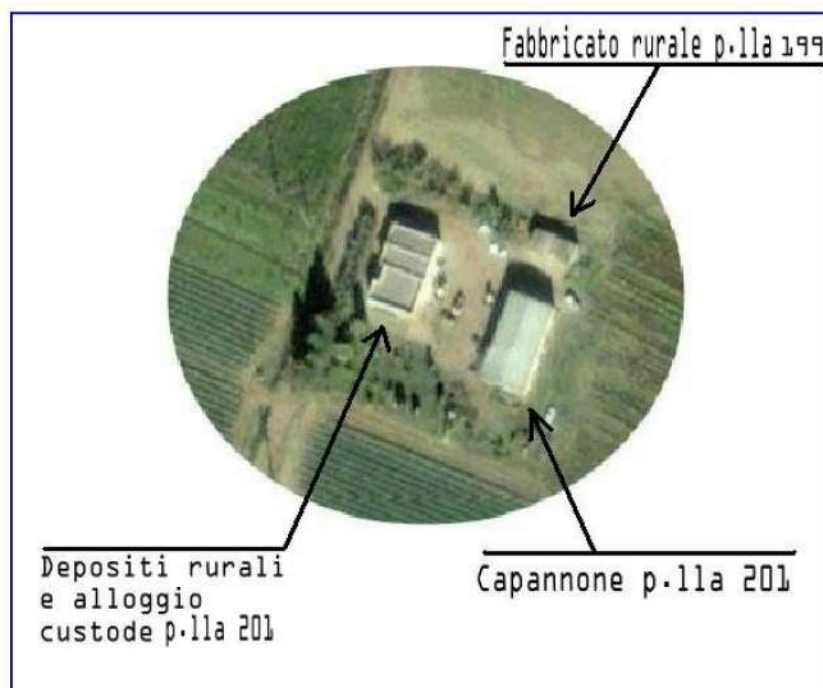 Fabbricato rurale p.lla 199
Depositi rurali
e alloggio
custode p.lla 201
Capannone p.lla 201